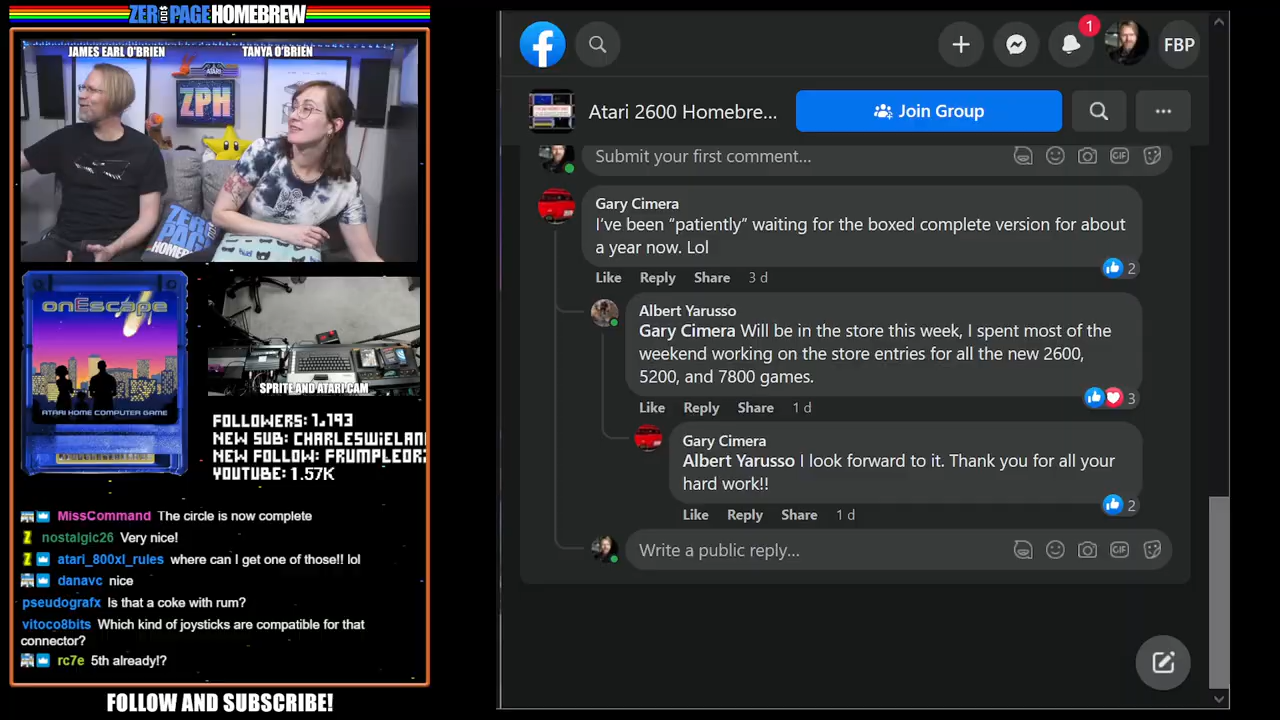 ZERO PAGE HOMEBREW
JAMES EARL O'BRIEN
TANYA O'BRIEN
ATARI
ZPH
ZERO
PAGE
HOMEBREW
onEscape
ATARI HOME COMPUTER GAME
SPRITE AND ATARI CAM
FOLLOWERS: 1,193
NEW SUB: CHARLESWIELAN
NEW FOLLOW: FRUMPLEOR
YOUTUBE: 1.57K
MissCommand The circle is now complete
nostalgic26 Very nice!
atari_800xl_rules where can I get one of those!! lol
danavc nice
pseudografx Is that a coke with rum?
vitoco8bits Which kind of joysticks are compatible for that
connector?
rc7e 5th already!?
FOLLOW AND SUBSCRIBE!
1
FBP
Atari 2600 Homebre...
Join Group
Submit your first comment...
GIF
Gary Cimera
I've been “patiently” waiting for the boxed complete version for about
a year now. Lol
Like Reply Share 3 d
2
Albert Yarusso
Gary Cimera Will be in the store this week, I spent most of the
weekend working on the store entries for all the new 2600,
5200, and 7800 games.
3
Like Reply Share 1 d
Gary Cimera
Albert Yarusso I look forward to it. Thank you for all your
hard work!!
2
Like Reply Share 1 d
Write a public reply...
GIF